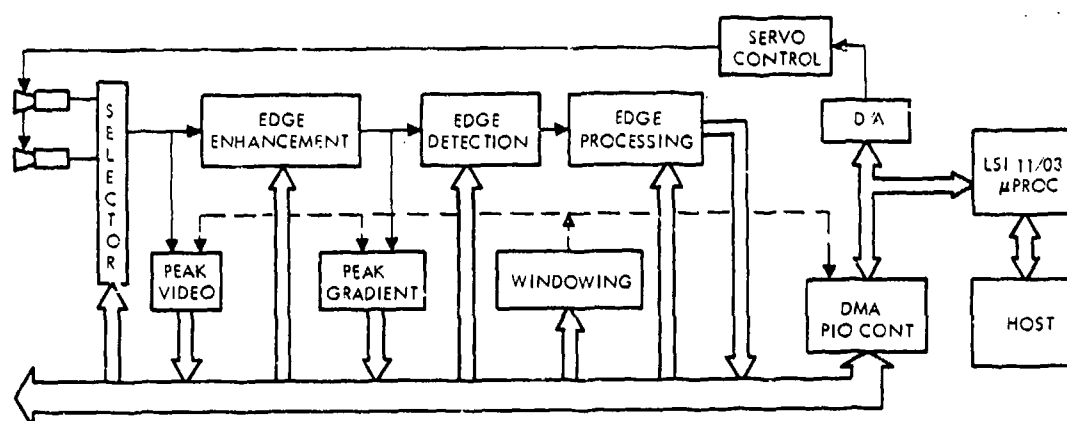 SERVO
CONTROL
SELECTOR
EDGE
ENHANCEMENT
EDGE
DETECTION
EDGE
PROCESSING
D/A
LSI 11/03
μPROC
PEAK
VIDEO
PEAK
GRADIENT
WINDOWING
DMA
PIO CONT
HOST